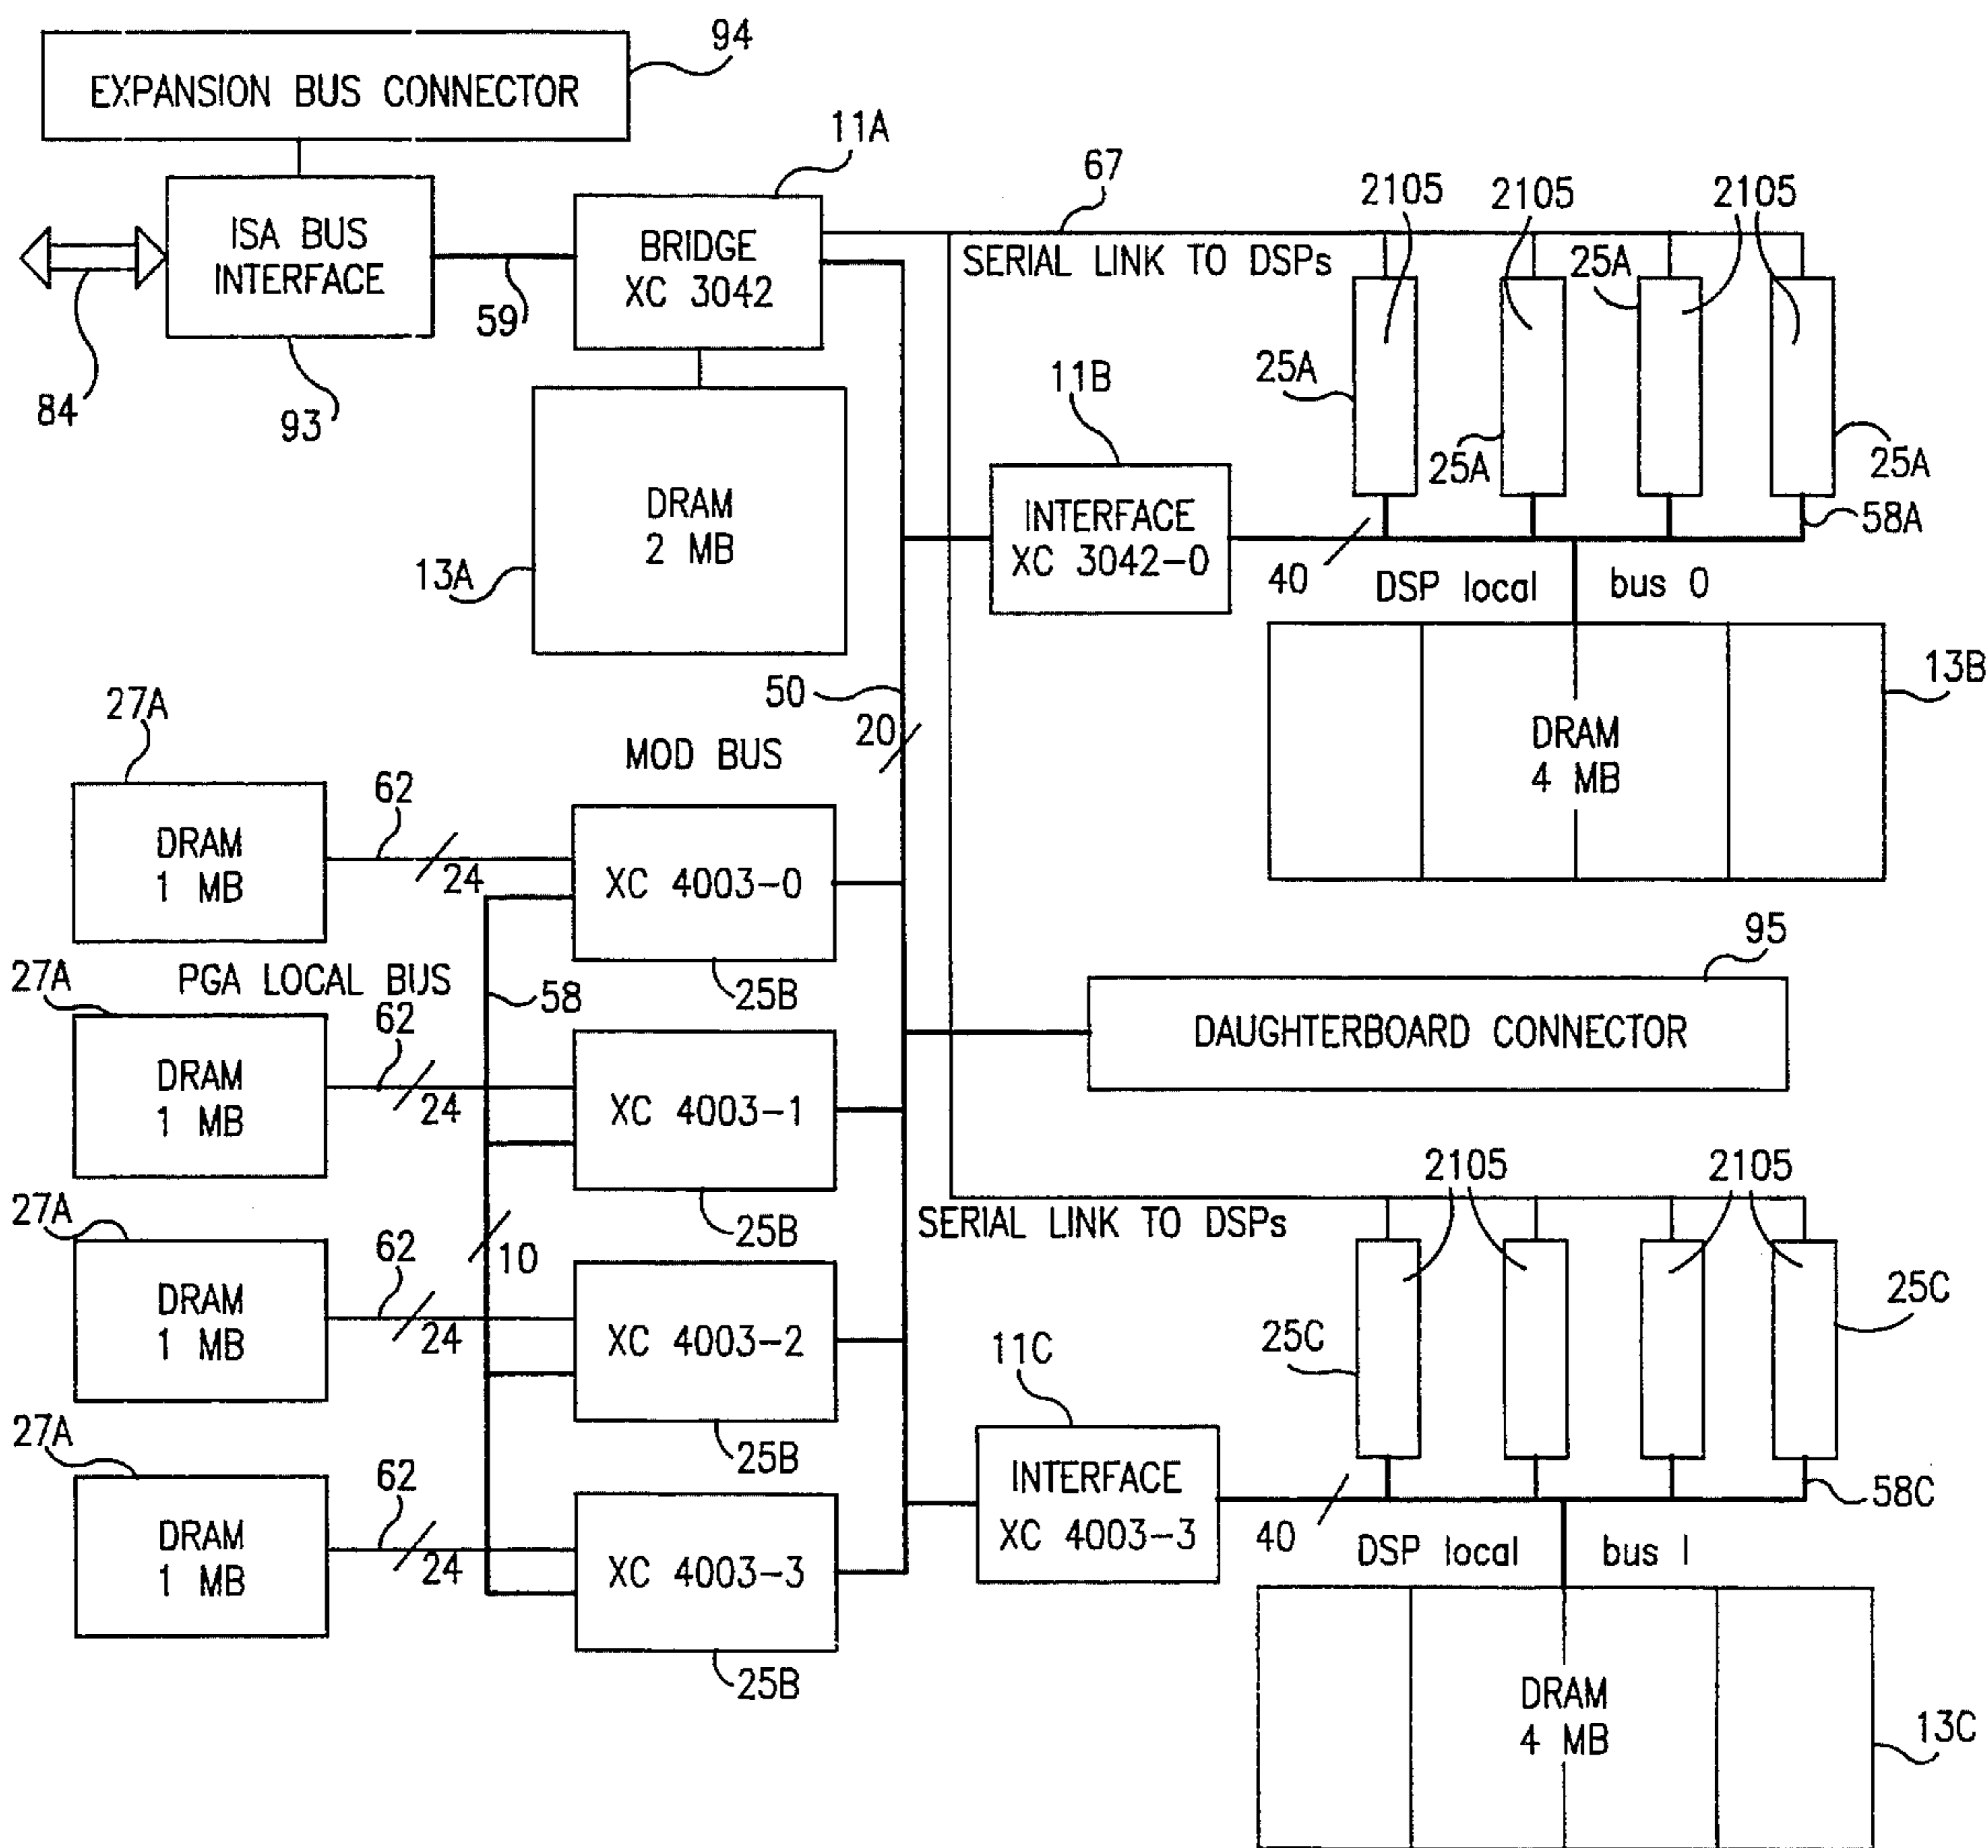 94
EXPANSION BUS CONNECTOR
11A
67
2105
2105
2105
ISA BUS
INTERFACE
BRIDGE
XC 3042
SERIAL LINK TO DSPs
25A
59
84
93
11B
25A
25A
25A
DRAM
2 MB
13A
INTERFACE
XC 3042-0
58A
40
DSP local
bus 0
50
20
13B
DRAM
4 MB
27A
MOD BUS
62
DRAM
1 MB
24
XC 4003-0
95
27A
PGA LOCAL BUS
62
58
25B
DAUGHTERBOARD CONNECTOR
DRAM
1 MB
24
XC 4003-1
2105
2105
27A
62
10
25B
SERIAL LINK TO DSPs
DRAM
1 MB
24
XC 4003-2
11C
25C
25C
27A
62
25B
INTERFACE
XC 4003-3
58C
40
DSP local
bus I
DRAM
1 MB
24
XC 4003-3
25B
DRAM
4 MB
13C